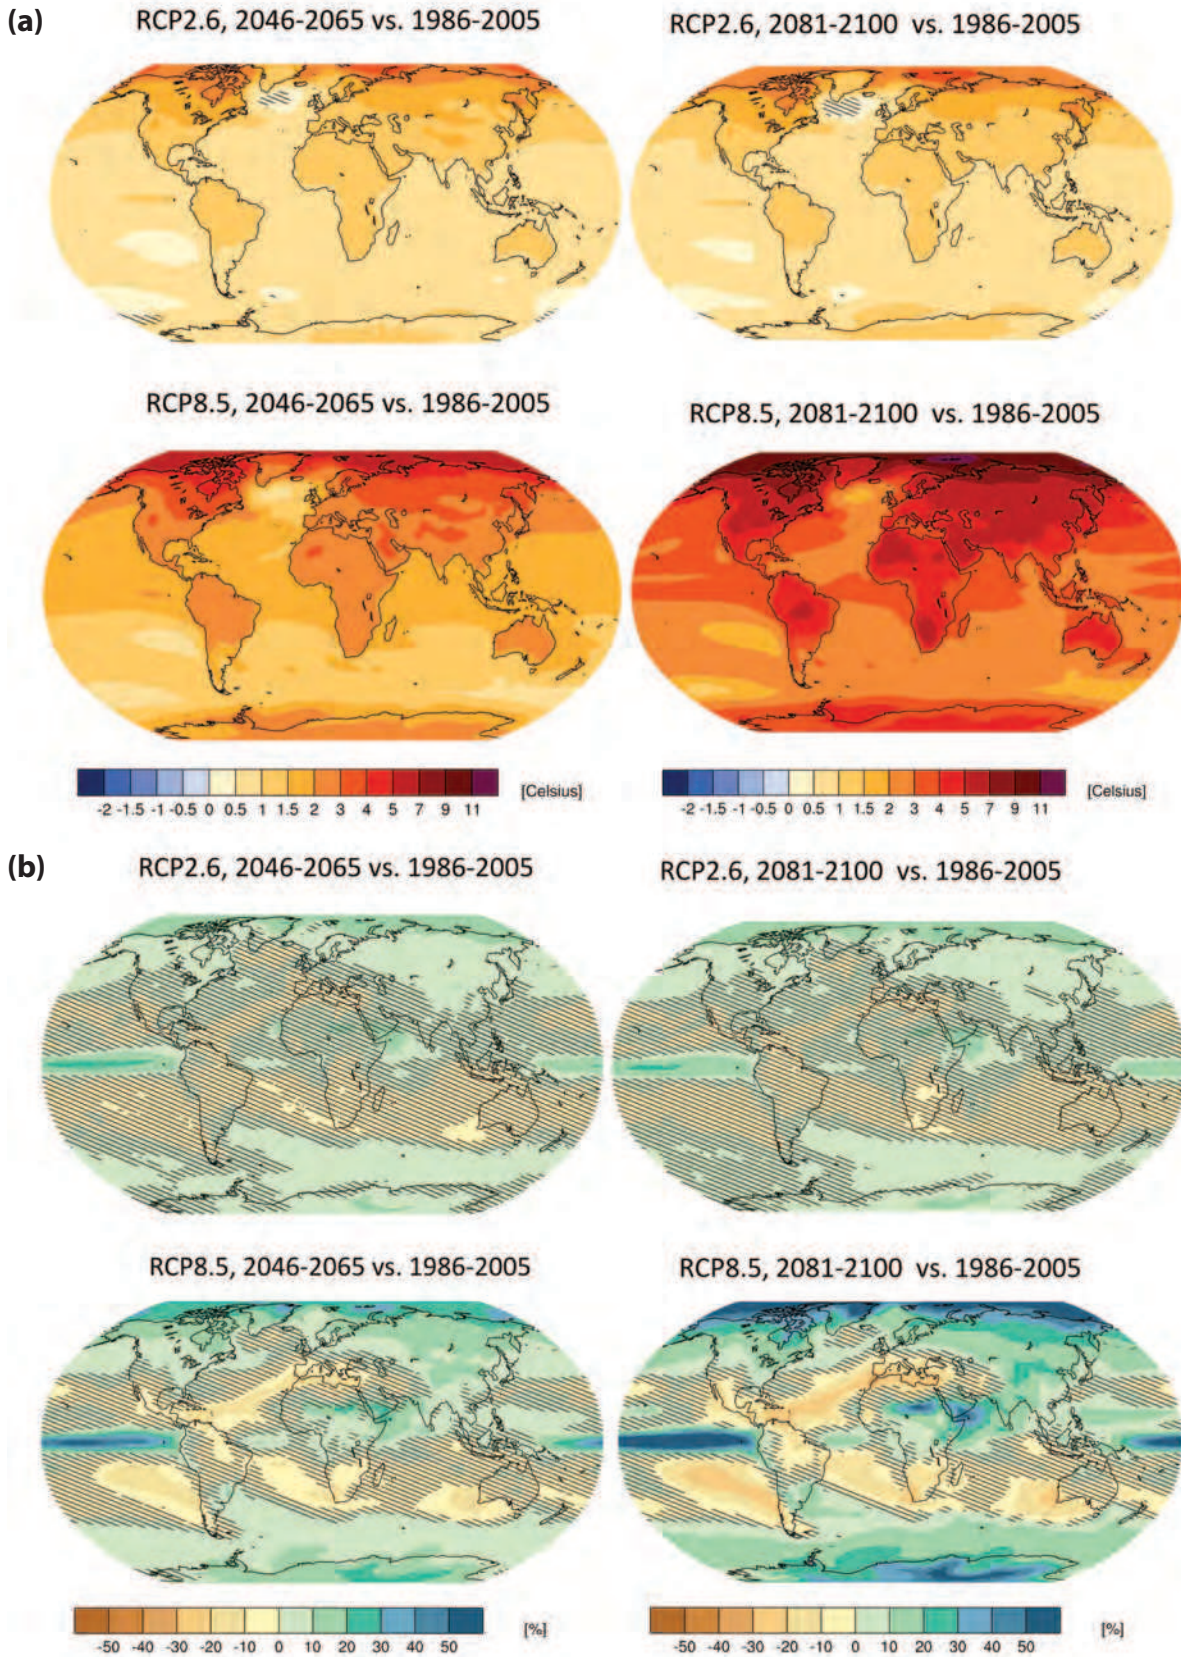 (a)
RCP2.6, 2046-2065 vs. 1986-2005
RCP2.6, 2081-2100 vs. 1986-2005
RCP8.5, 2046-2065 vs. 1986-2005
RCP8.5, 2081-2100 vs. 1986-2005
-2 -1.5 -1 -0.5 0 0.5 1 1.5 2 3 4 5 7 9 11 [Celsius]
-2 -1.5 -1 -0.5 0 0.5 1 1.5 2 3 4 5 7 9 11 [Celsius]
(b)
RCP2.6, 2046-2065 vs. 1986-2005
RCP2.6, 2081-2100 vs. 1986-2005
RCP8.5, 2046-2065 vs. 1986-2005
RCP8.5, 2081-2100 vs. 1986-2005
-50 -40 -30 -20 -10 0 10 20 30 40 50 [%]
-50 -40 -30 -20 -10 0 10 20 30 40 50 [%]